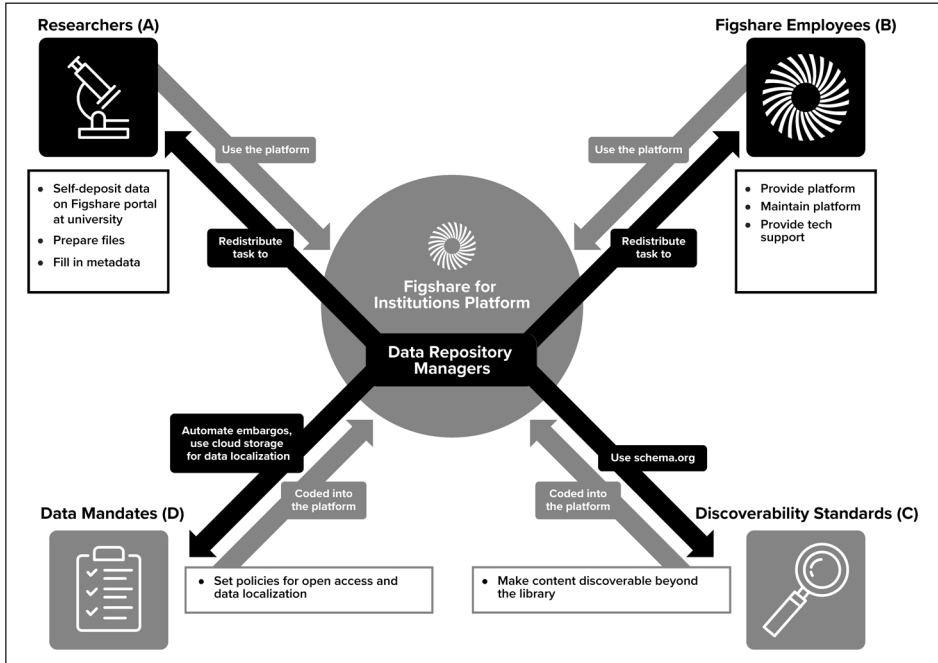 Researchers (A)
Figshare Employees (B)
Use the platform
Use the platform
• Self-deposit data
on Figshare portal
at university
• Prepare files
• Fill in metadata
• Provide platform
• Maintain platform
• Provide tech
support
Redistribute
task to
Redistribute
task to
Figshare for
Institutions Platform
Data Repository
Managers
Automate embargos,
use cloud storage
for data localization
Use schema.org
Coded into
the platform
Coded into
the platform
Data Mandates (D)
Discoverability Standards (C)
• Set policies for open access and
data localization
• Make content discoverable beyond
the library